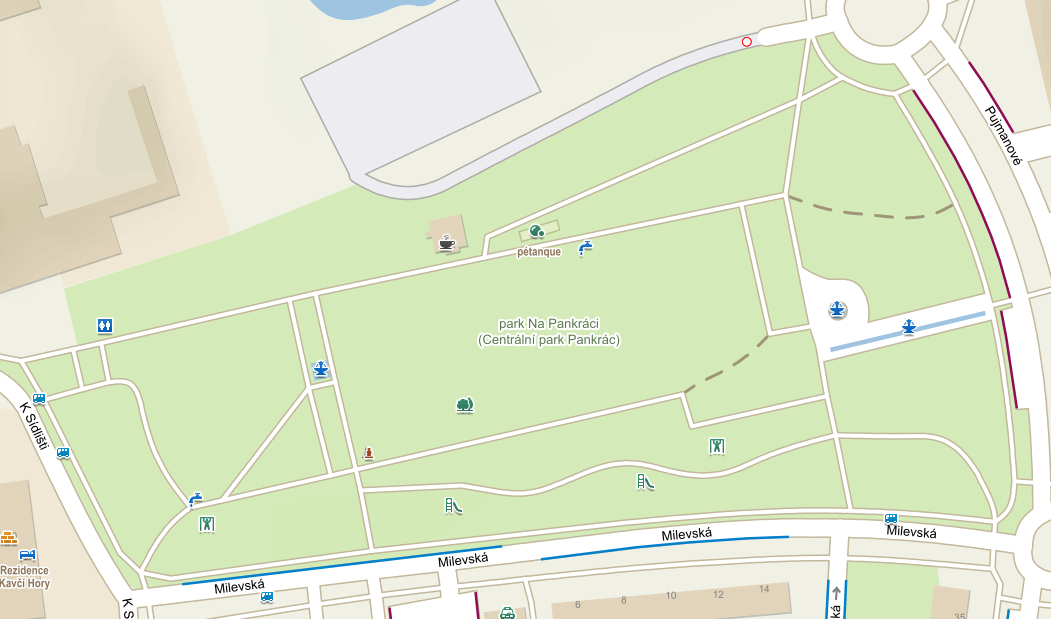 Pujmanové
pétanque
park Na Pankráci
(Centrální park Pankrác)
K Sídlišti
Rezidence
Kavčí Hory
Milevská
Milevská
Milevská
Milevská
K S
ká
6
8
10
12
14
35